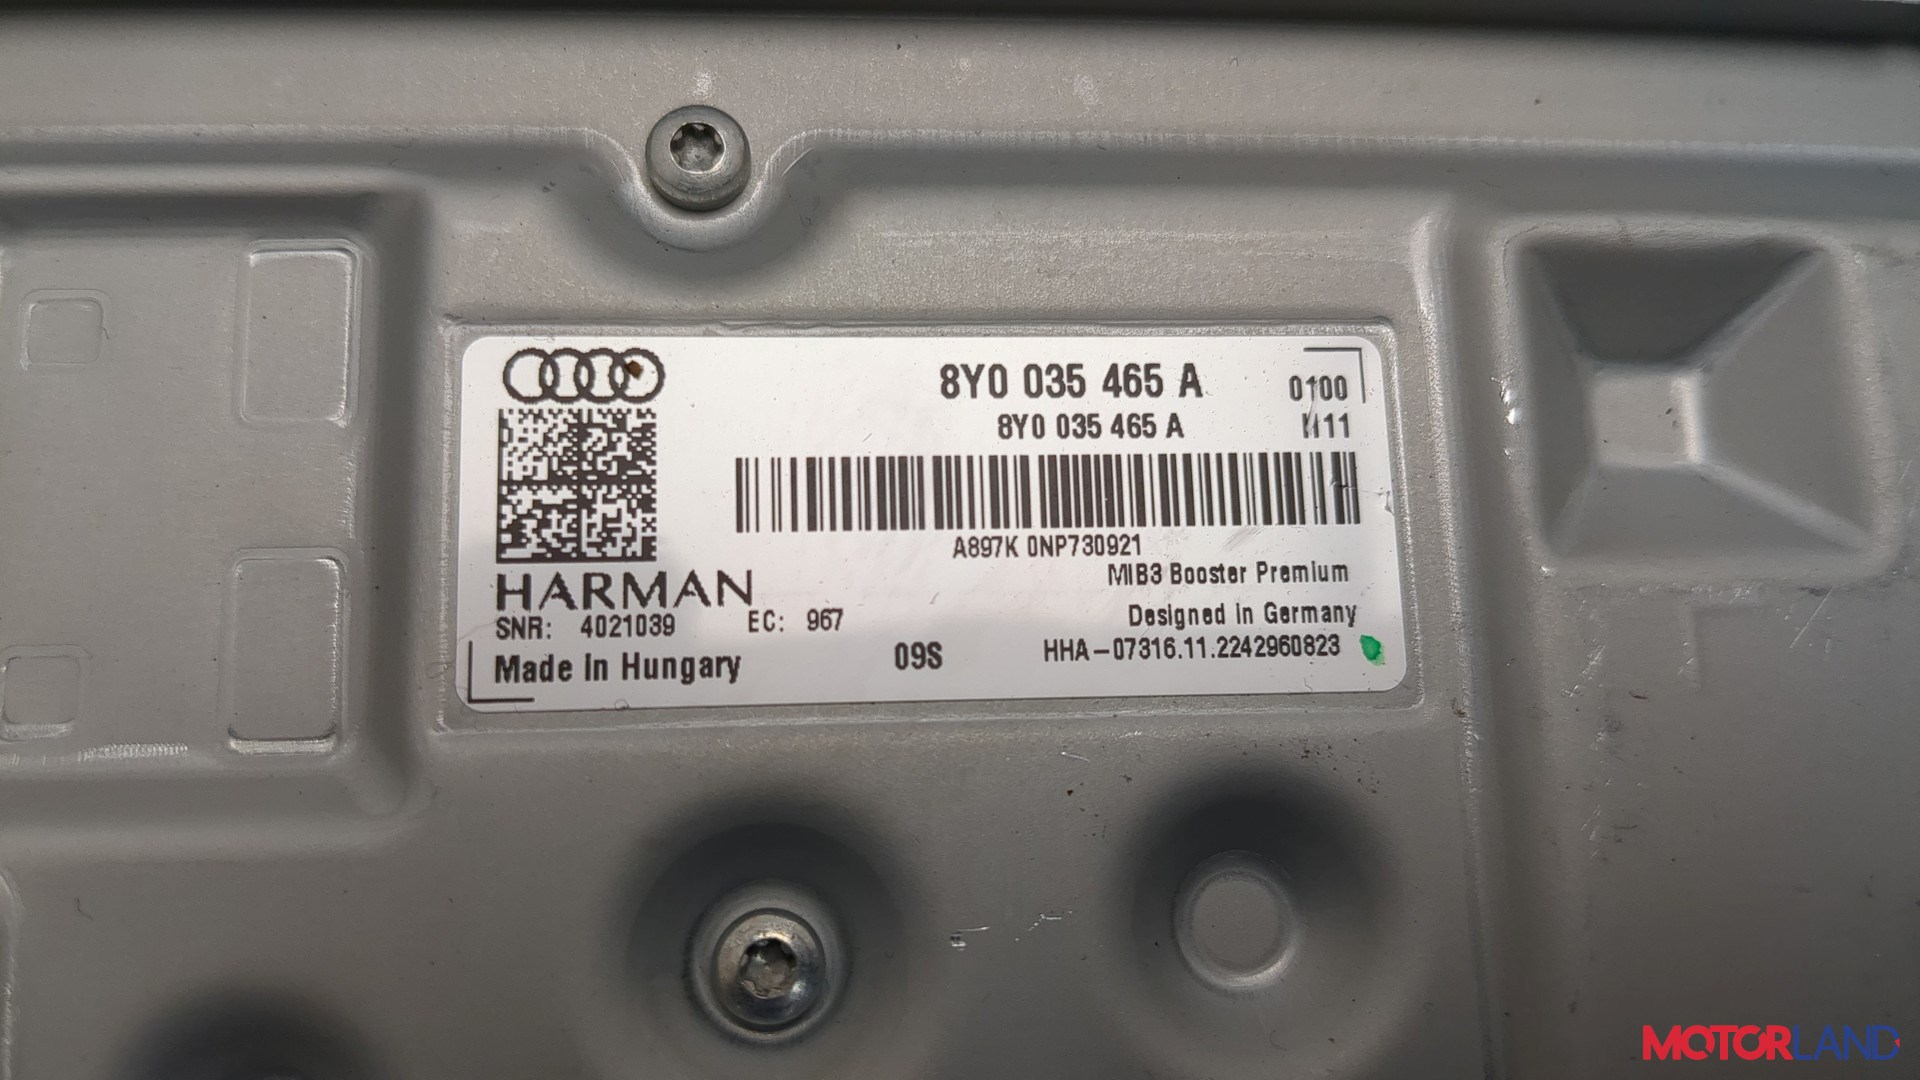 8Y0 035 465 A 0100
8Y0 035 465 A H11
A897K 0NP730921
MIB3 Booster Premium
HARMAN
SNR: 4021039 EC: 967
Designed in Germany
Made in Hungary 09S HHA-07316.11.2242960823
MOTORLAND